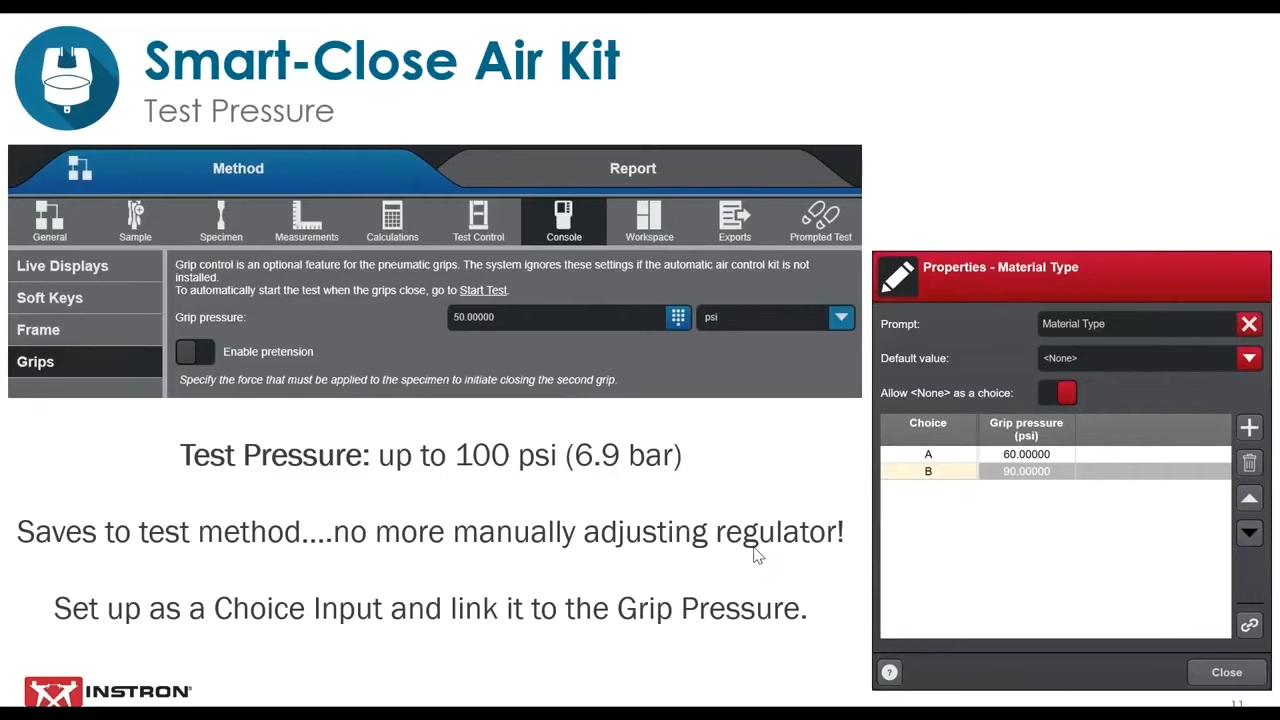 Smart-Close Air Kit
Test Pressure
Method
Report
General
Sample
Specimen
Measurements
Calculations
Test Control
Console
Workspace
Exports
Prompted Test
Live Displays
Soft Keys
Frame
Grips
Grip control is an optional feature for the pneumatic grips. The system ignores these settings if the automatic air control kit is not
installed.
To automatically start the test when the grips close, go to Start Test.
Grip pressure:
50.00000
psi
Enable pretension
Specify the force that must be applied to the specimen to initiate closing the second grip.
Properties - Material Type
Prompt:
Material Type
Default value:
<None>
Allow <None> as a choice:
Choice
Grip pressure
(psi)
A
60.00000
B
90.00000
?
Close
Test Pressure: up to 100 psi (6.9 bar)
Saves to test method....no more manually adjusting regulator!
Set up as a Choice Input and link it to the Grip Pressure.
INSTRON®